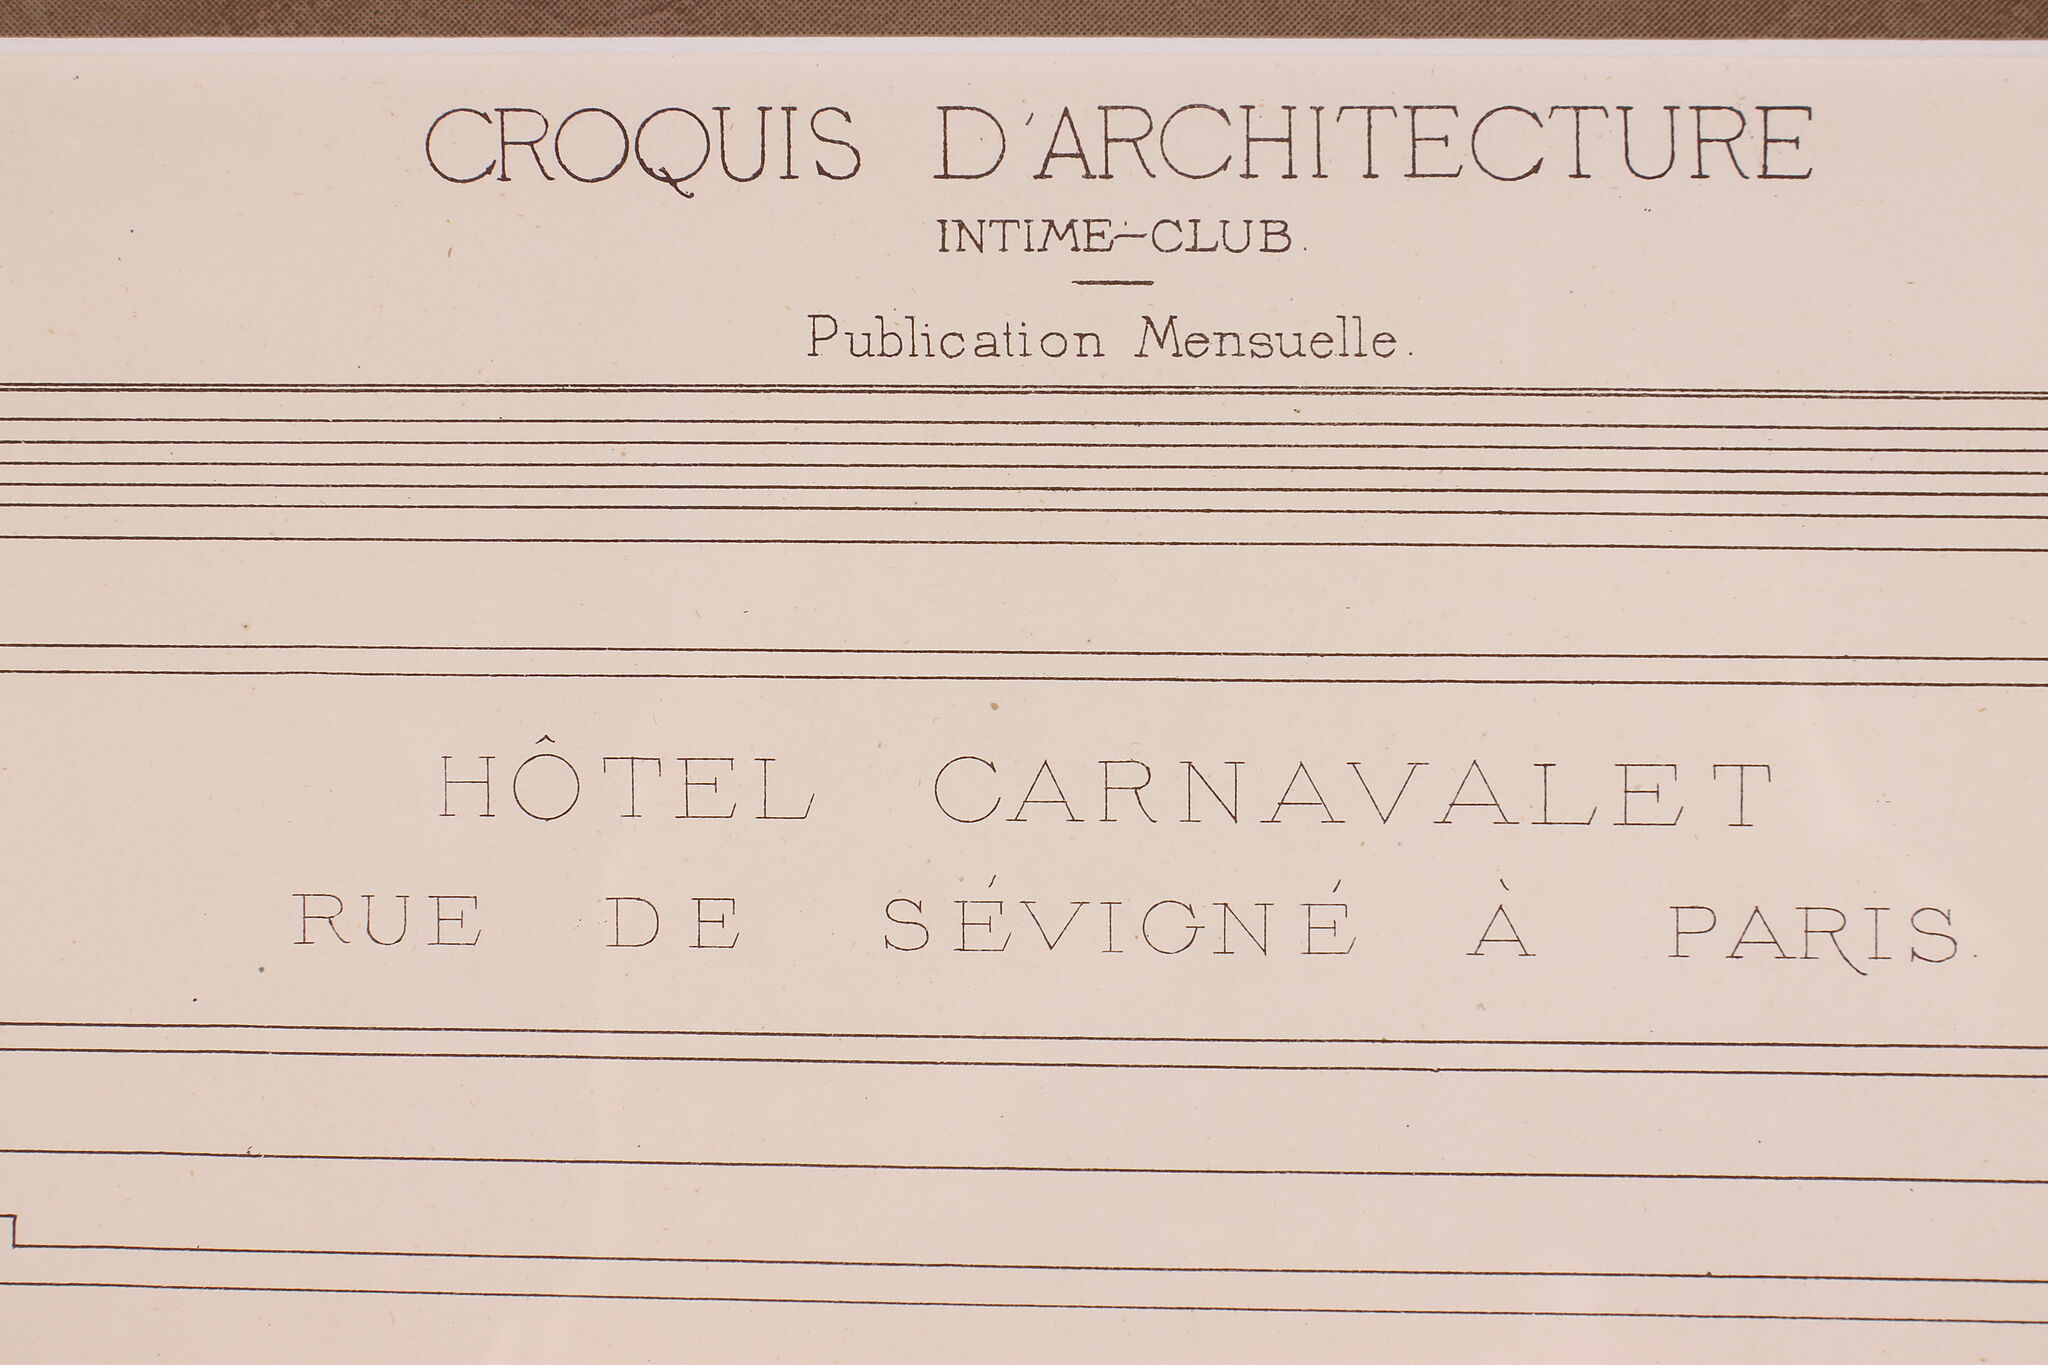 CROQUIS D'ARCHITECTURE
INTIME-CLUB.
Publication Mensuelle.
HÔTEL CARNAVALET
RUE DE SÉVIGNÉ À PARIS.